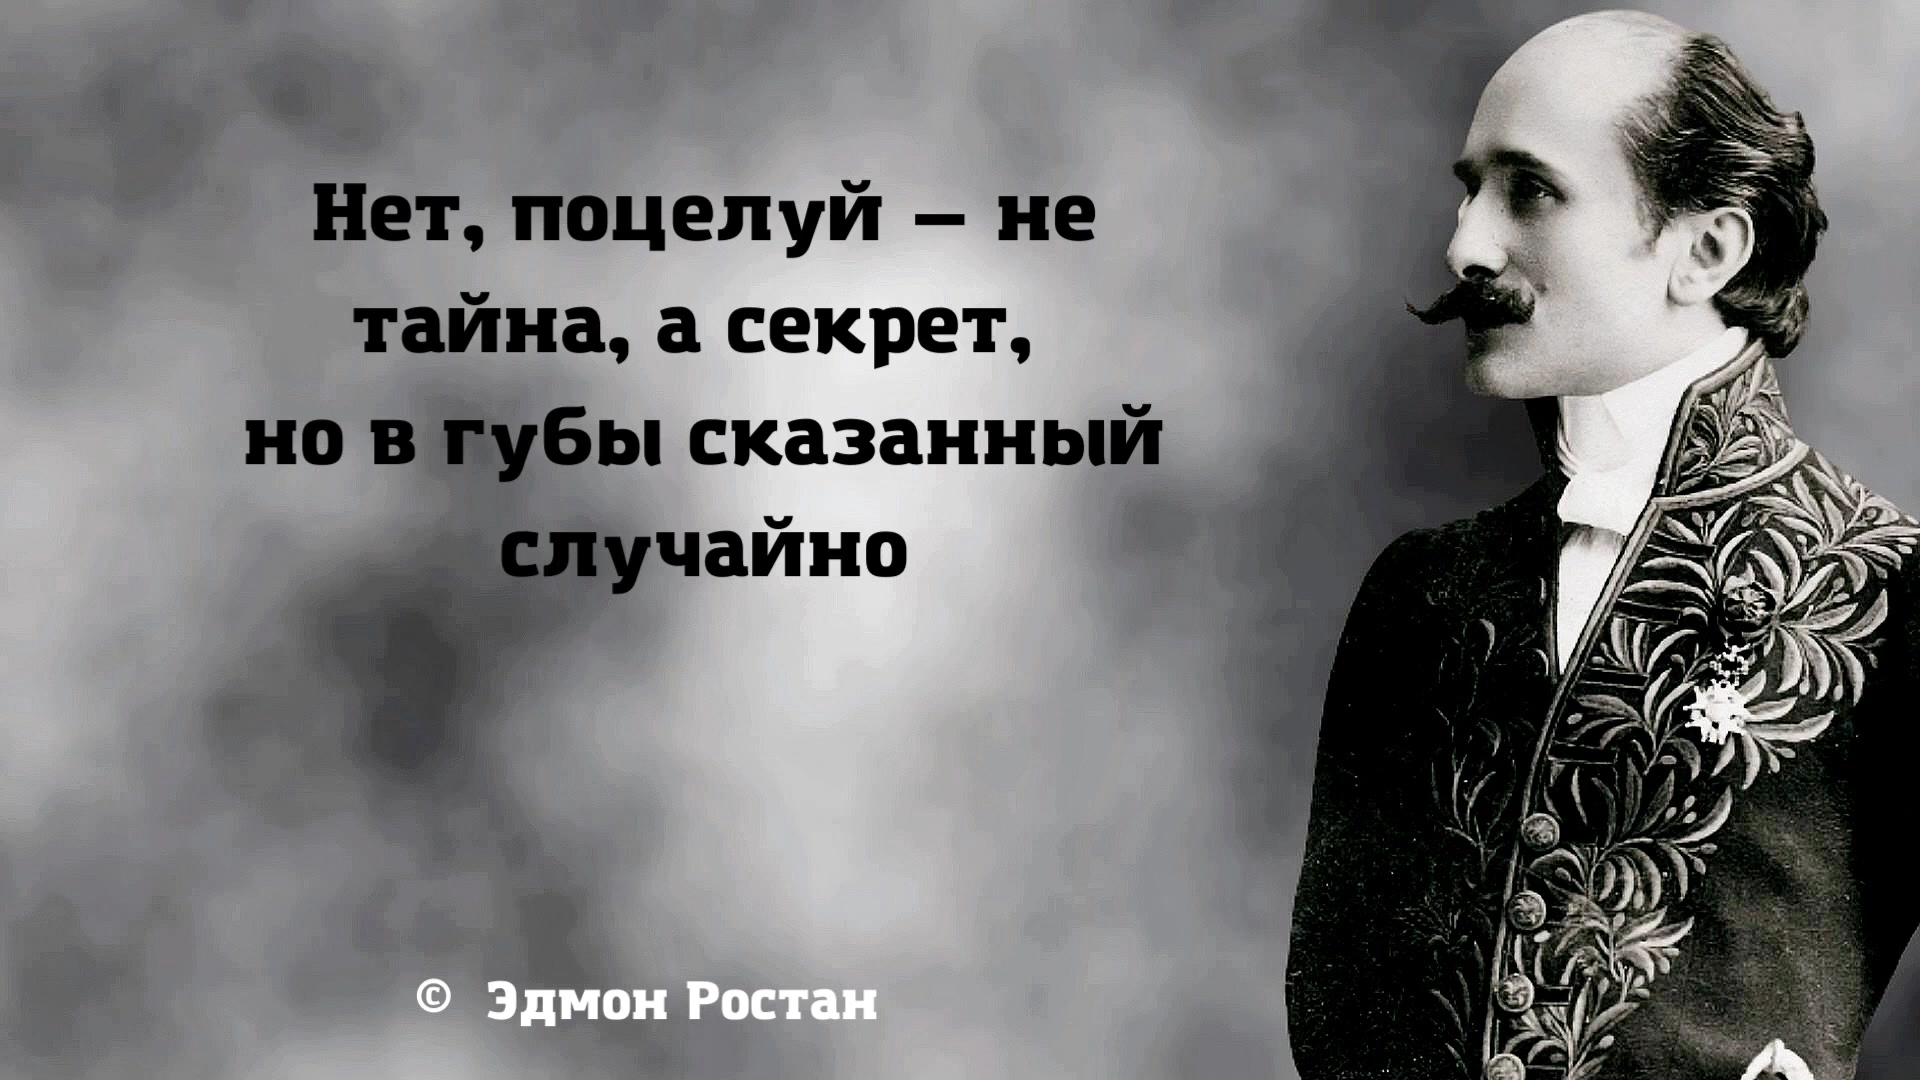 Нет, поцелуй – не
тайна, а секрет,
но в губы сказанный
случайно
© Эдмон Ростан